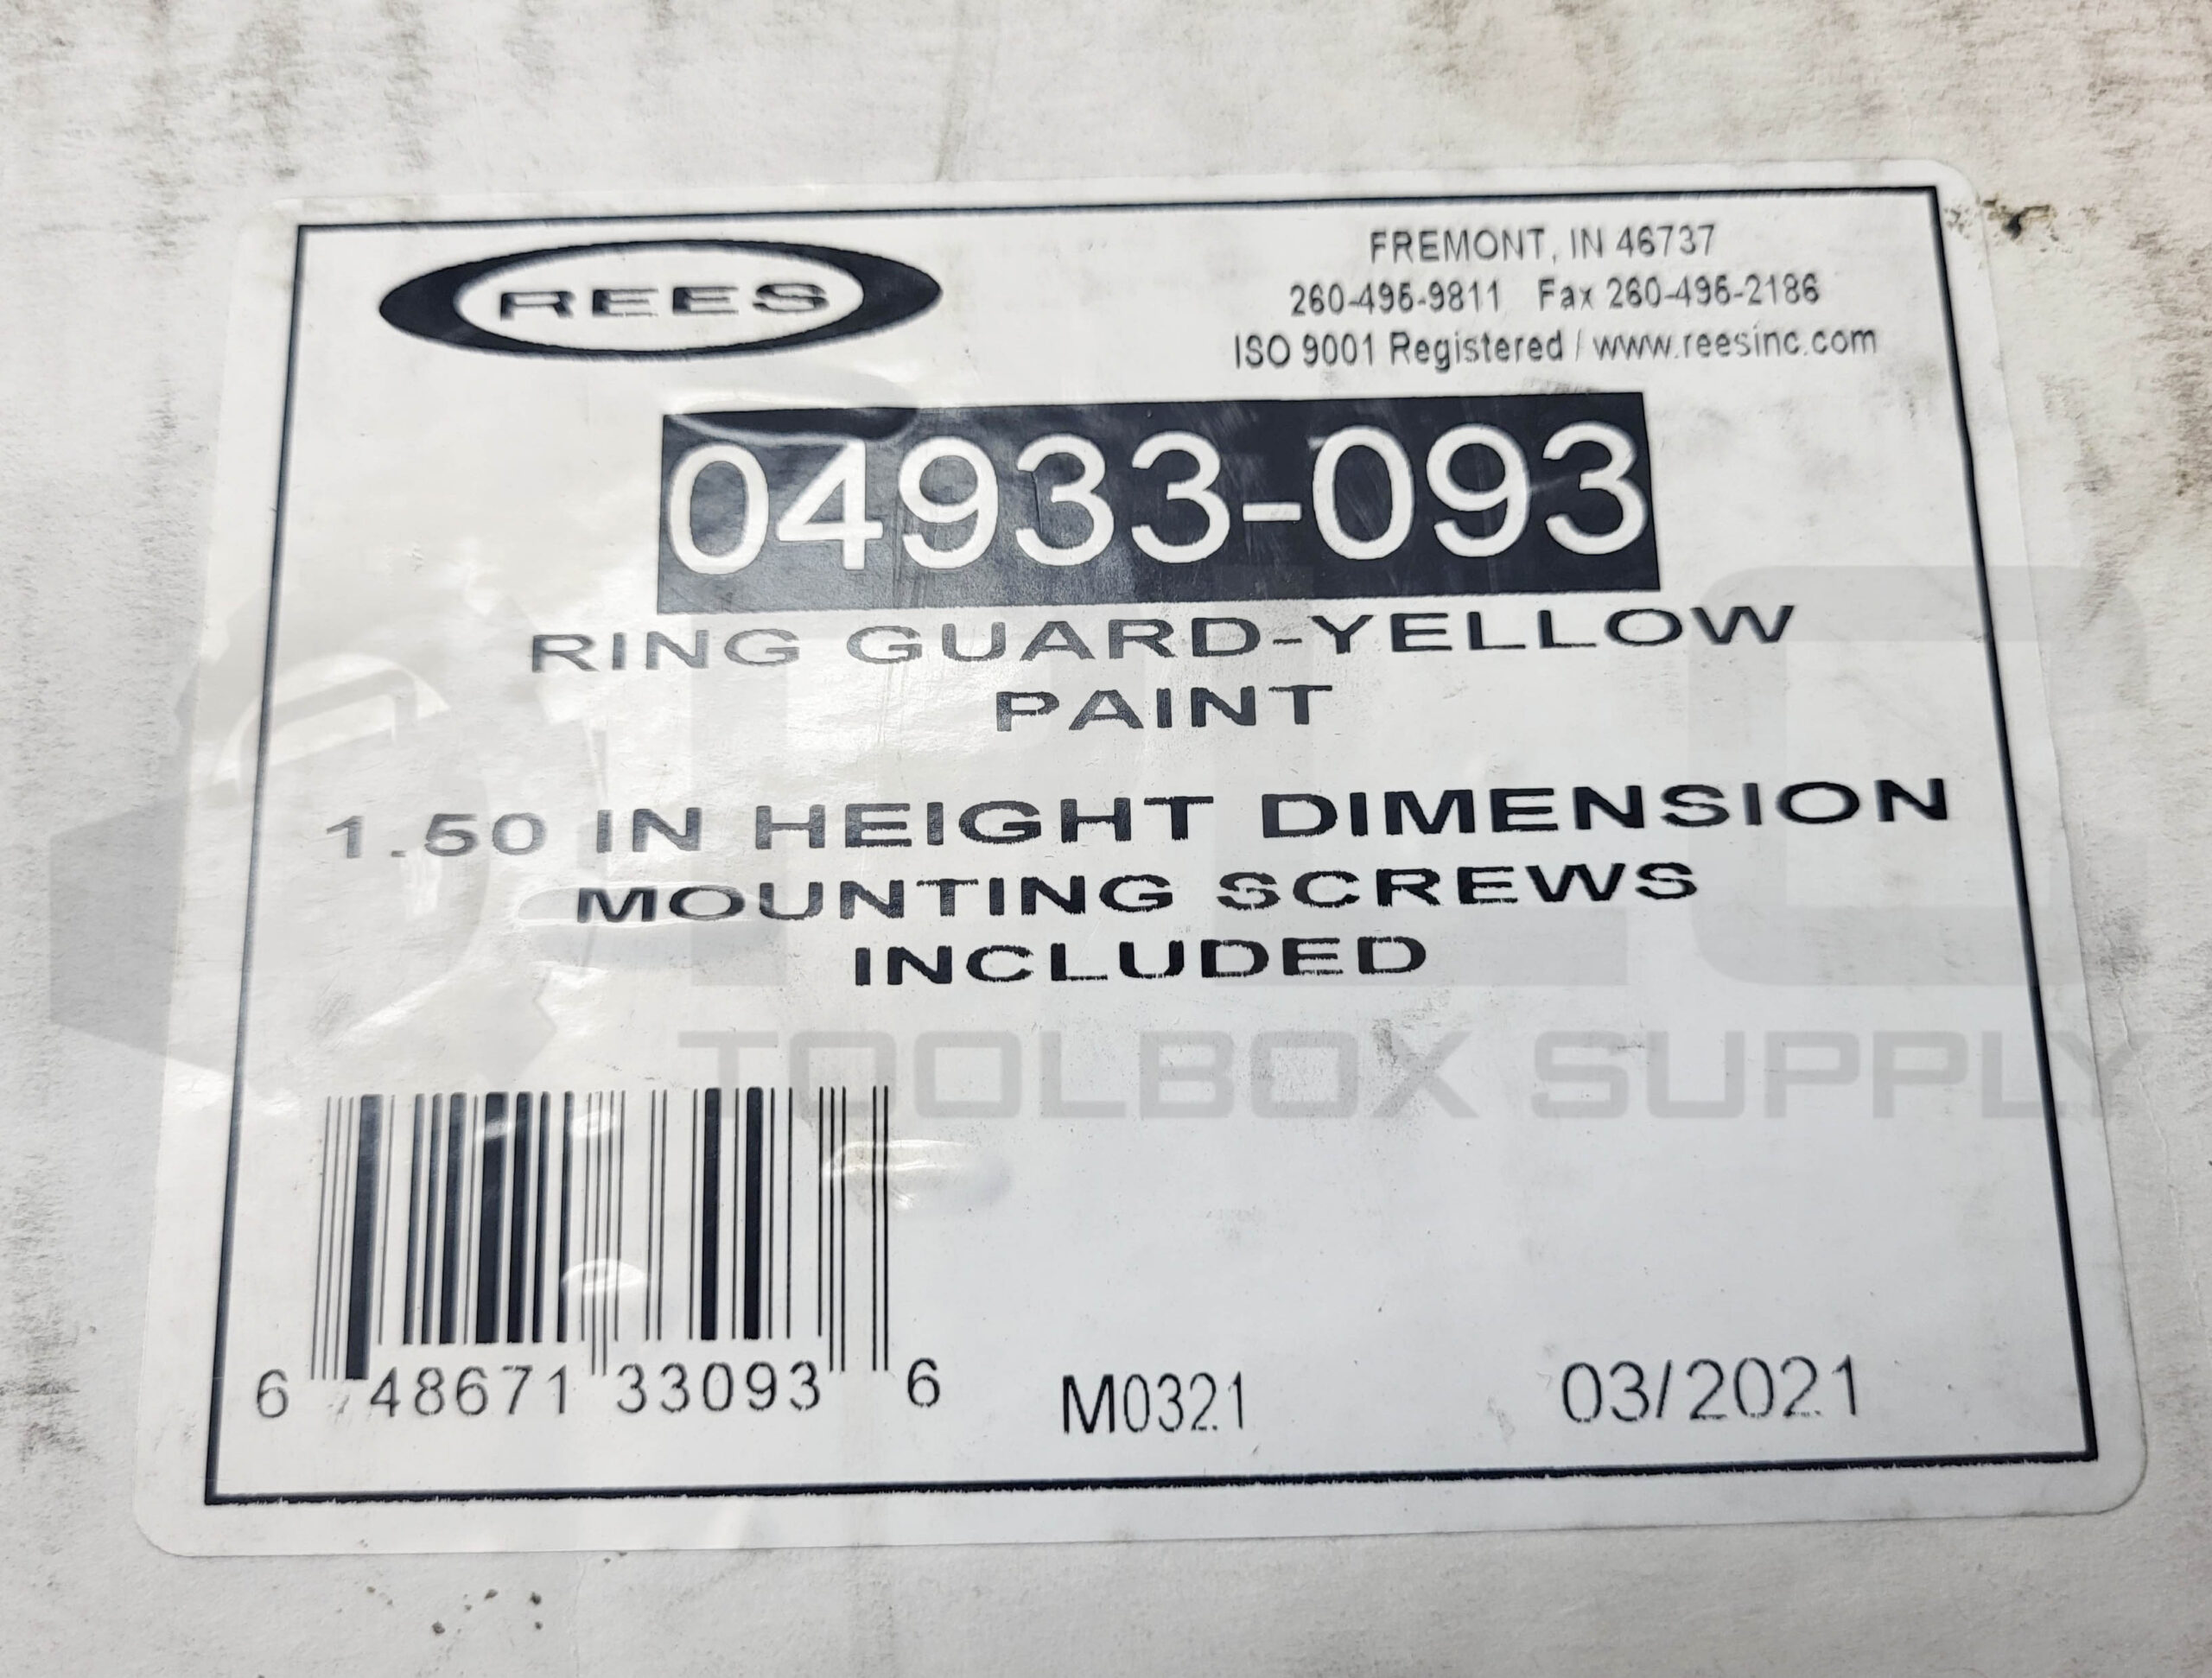 REES
FREMONT, IN 46737
260-495-9811 Fax 260-495-2186
ISO 9001 Registered / www.reesinc.com
04933-093
RING GUARD-YELLOW
PAINT
1.50 IN HEIGHT DIMENSION
MOUNTING SCREWS
INCLUDED
TOOLBOX SUPPLY
6 48671 33093 6
M0321
03/2021